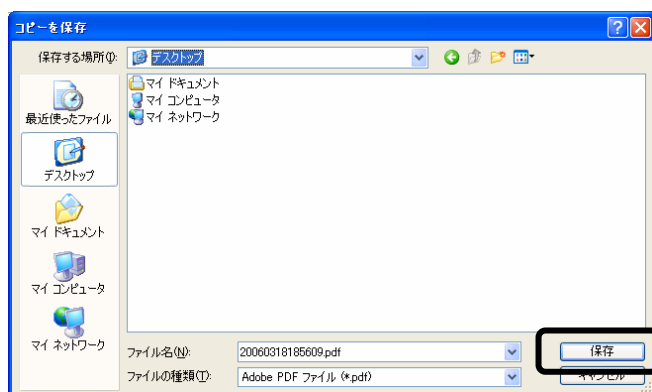 コピーを保存
保存する場所(I):
デスクトップ
マイ ドキュメント
マイ コンピュータ
マイ ネットワーク
最近使ったファイル
デスクトップ
マイ ドキュメント
マイ コンピュータ
マイ ネットワーク
ファイル名(N):
20060318185609.pdf
保存
ファイルの種類(T):
Adobe PDF ファイル (*.pdf)
キャンセル